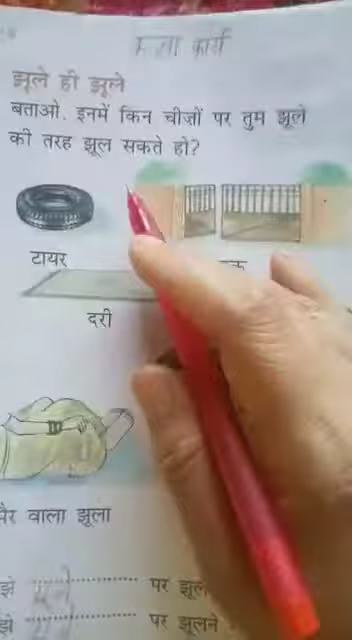 कार्य
झूले ही झूले
बताओ, इनमें किन चीज़ों पर तुम झूले
की तरह झूल सकते हो?
टायर
दरी
पैर वाला झूला
पर झूल
पर झूलने